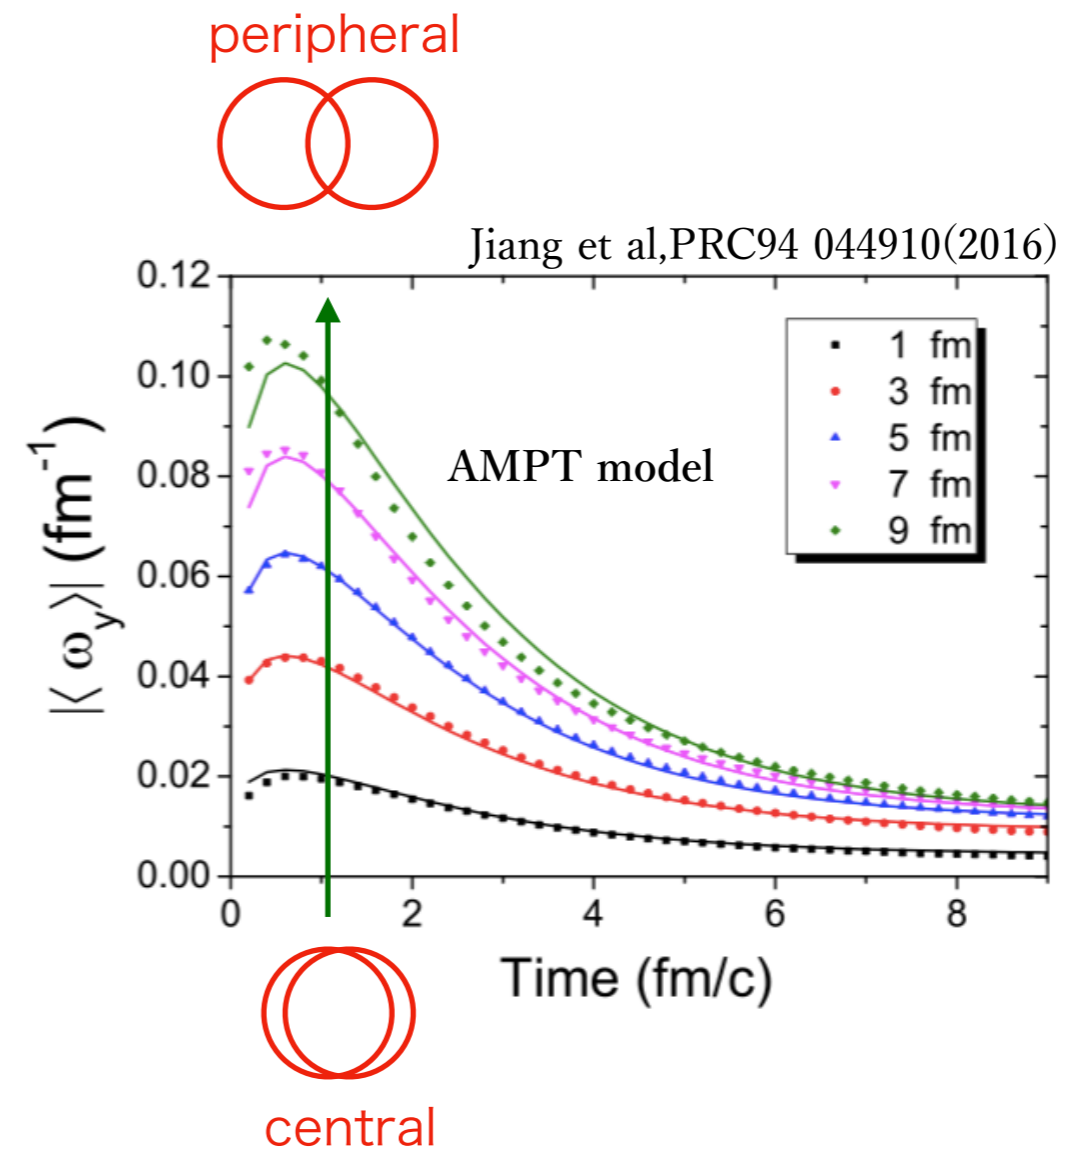 peripheral
Jiang et al,PRC94 044910(2016)
0.12
0.10
0.08
0.06
0.04
0.02
0.00
|⟨ ω_y ⟩| (fm⁻¹)
AMPT model
1 fm
3 fm
5 fm
7 fm
9 fm
0 2 4 6 8
Time (fm/c)
central